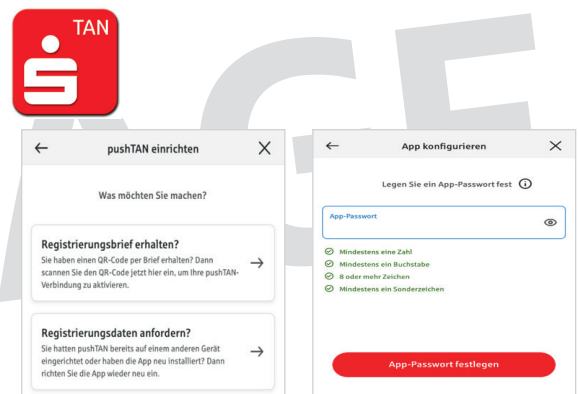 TAN
pushTAN einrichten
Was möchten Sie machen?
Registrierungsbrief erhalten?
Sie haben einen QR-Code per Brief erhalten? Dann
scannen Sie den QR-Code jetzt hier ein, um Ihre pushTAN-
Verbindung zu aktivieren.
Registrierungsdaten anfordern?
Sie hatten pushTAN bereits auf einem anderen Gerät
eingerichtet oder haben die App neu installiert? Dann
richten Sie die App wieder neu ein.
App konfigurieren
Legen Sie ein App-Passwort fest
App-Passwort
Mindestens eine Zahl
Mindestens ein Buchstabe
8 oder mehr Zeichen
Mindestens ein Sonderzeichen
App-Passwort festlegen